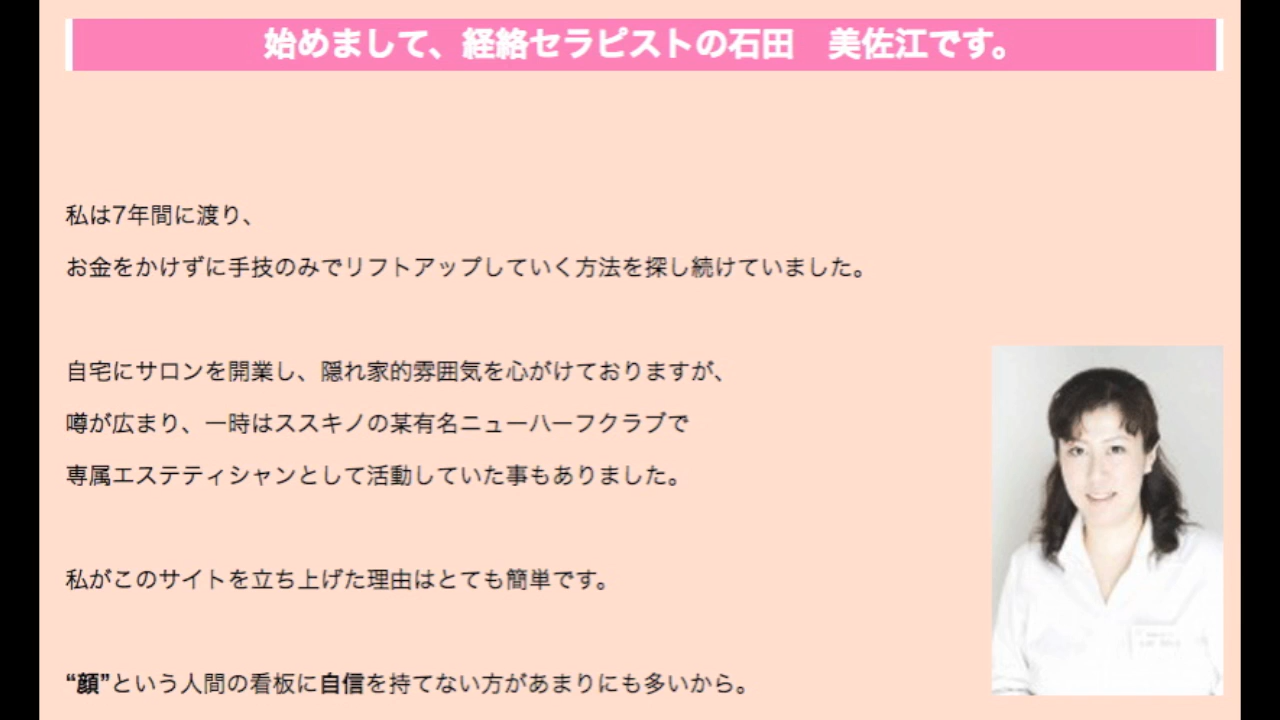 始めまして、経絡セラピストの石田　美佐江です。
私は7年間に渡り、
お金をかけずに手技のみでリフトアップしていく方法を探し続けていました。
自宅にサロンを開業し、隠れ家的雰囲気を心がけておりますが、
噂が広まり、一時はススキノの某有名ニューハーフクラブで
専属エステティシャンとして活動していた事もありました。
私がこのサイトを立ち上げた理由はとても簡単です。
“顔”という人間の看板に自信を持てない方があまりにも多いから。